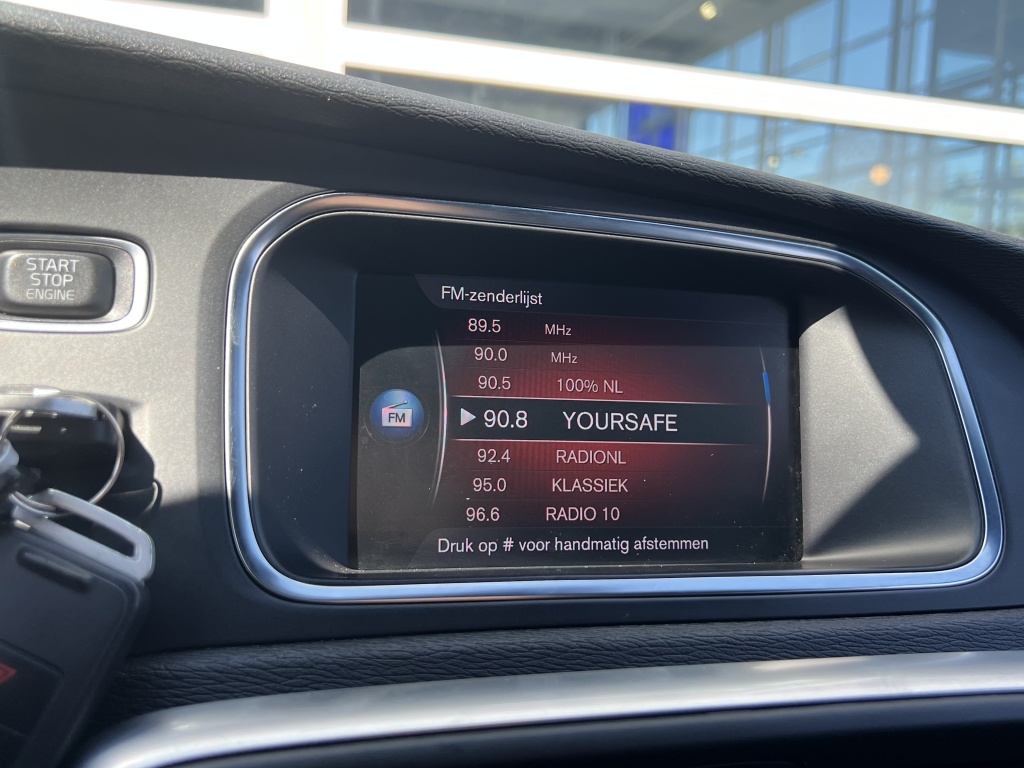 START
STOP
ENGINE
FM-zenderlijst
89.5 MHz
90.0 MHz
90.5 100% NL
FM
90.8 YOURSAFE
92.4 RADIONL
95.0 KLASSIEK
96.6 RADIO 10
Druk op # voor handmatig afstemmen